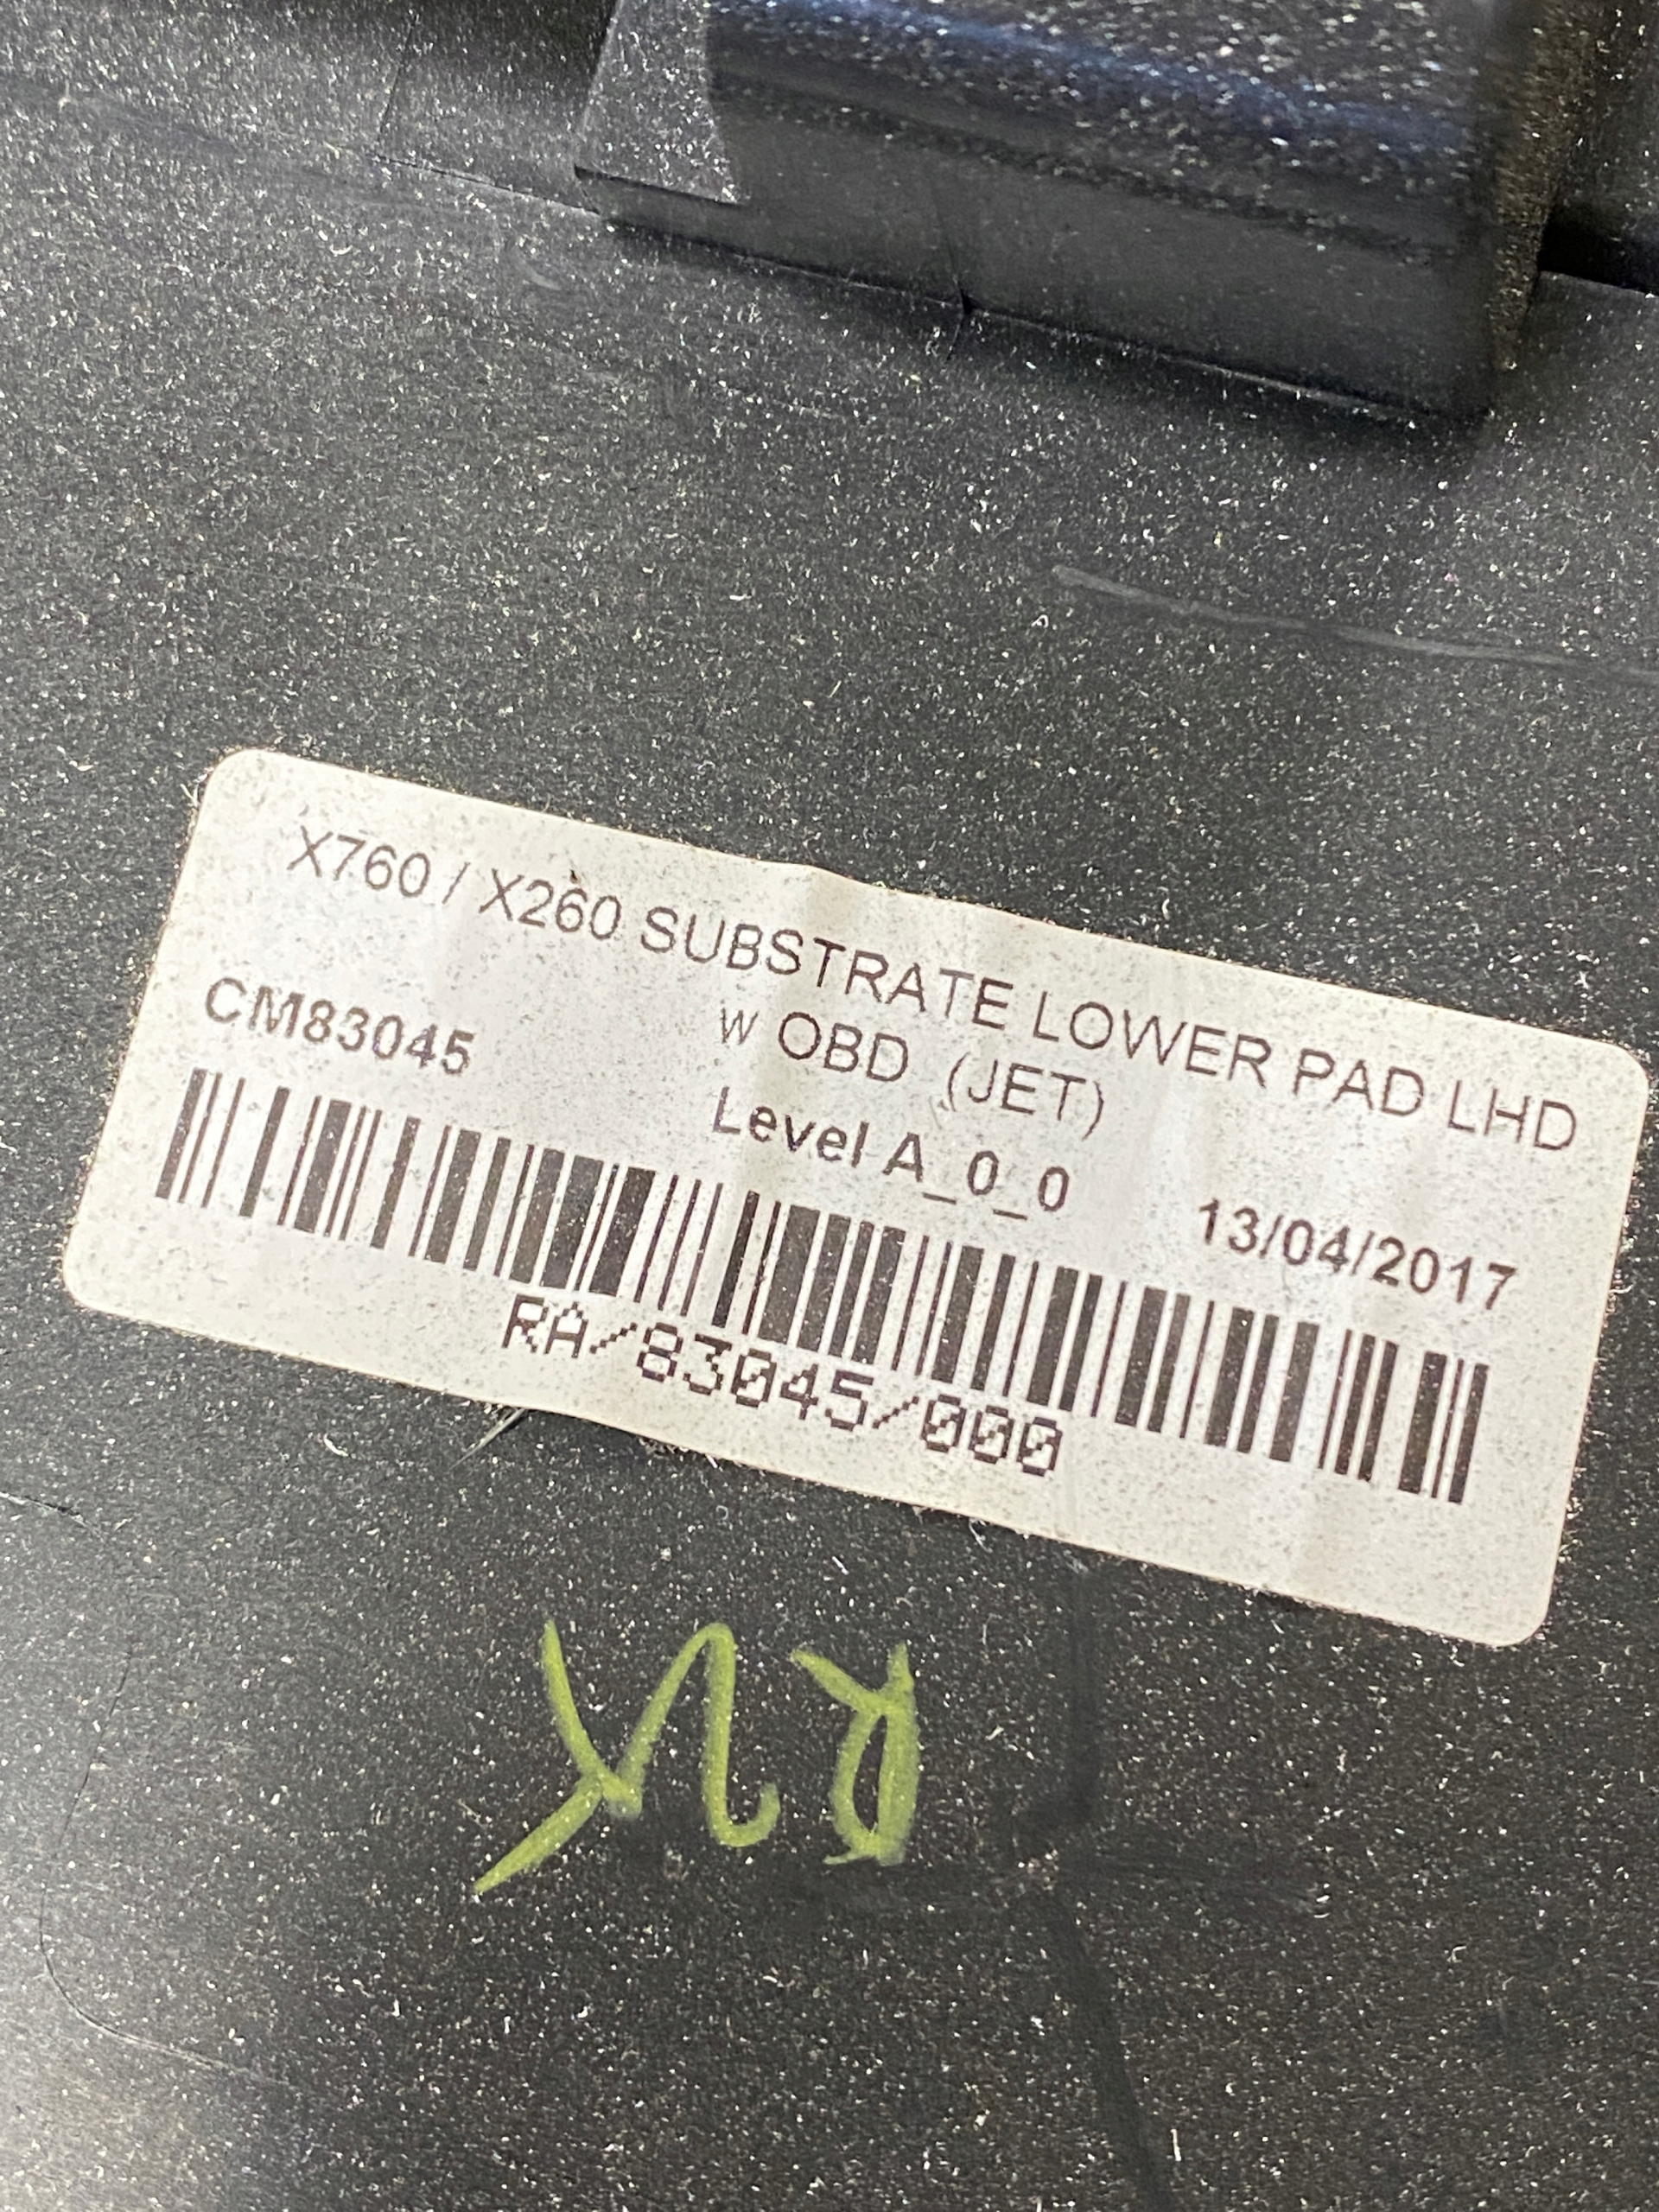 X760 / X260 SUBSTRATE LOWER PAD LHD
w OBD (JET)
CM83045
Level A_0_0
13/04/2017
RA/83045/000